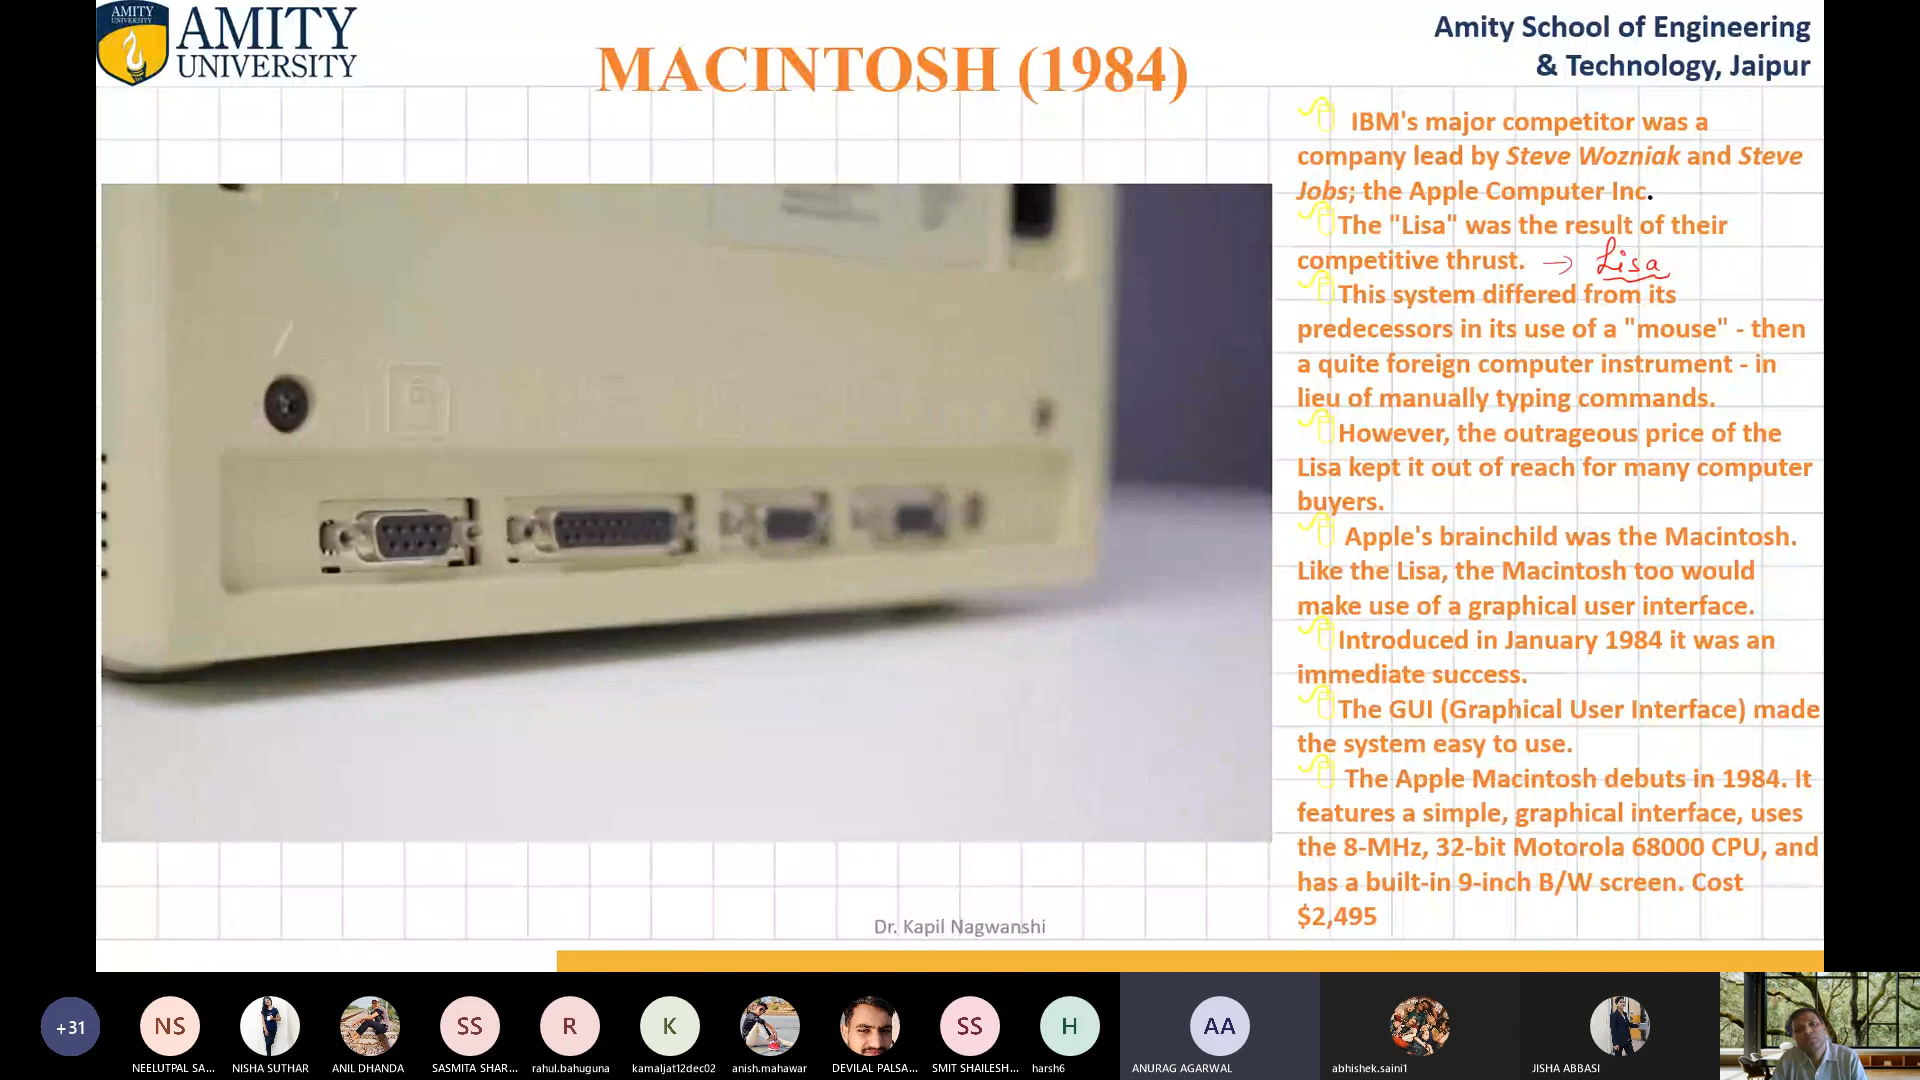 AMITY
UNIVERSITY
AMITY
UNIVERSITY
MACINTOSH (1984)
Amity School of Engineering
& Technology, Jaipur
IBM's major competitor was a
company lead by Steve Wozniak and Steve
Jobs; the Apple Computer Inc.
The "Lisa" was the result of their
competitive thrust. → Lisa
This system differed from its
predecessors in its use of a "mouse" - then
a quite foreign computer instrument - in
lieu of manually typing commands.
However, the outrageous price of the
Lisa kept it out of reach for many computer
buyers.
Apple's brainchild was the Macintosh.
Like the Lisa, the Macintosh too would
make use of a graphical user interface.
Introduced in January 1984 it was an
immediate success.
The GUI (Graphical User Interface) made
the system easy to use.
The Apple Macintosh debuts in 1984. It
features a simple, graphical interface, uses
the 8-MHz, 32-bit Motorola 68000 CPU, and
has a built-in 9-inch B/W screen. Cost
$2,495
Dr. Kapil Nagwanshi
+31 NS SS R K SS H AA
NEELUTPAL SA... NISHA SUTHAR ANIL DHANDA SASMITA SHAR... rahul.bahuguna kamaljat12dec02 anish.mahawar DEVILAL PALSA... SMIT SHAILESH... harsh6 ANURAG AGARWAL abhishek.saini1 JISHA ABBASI